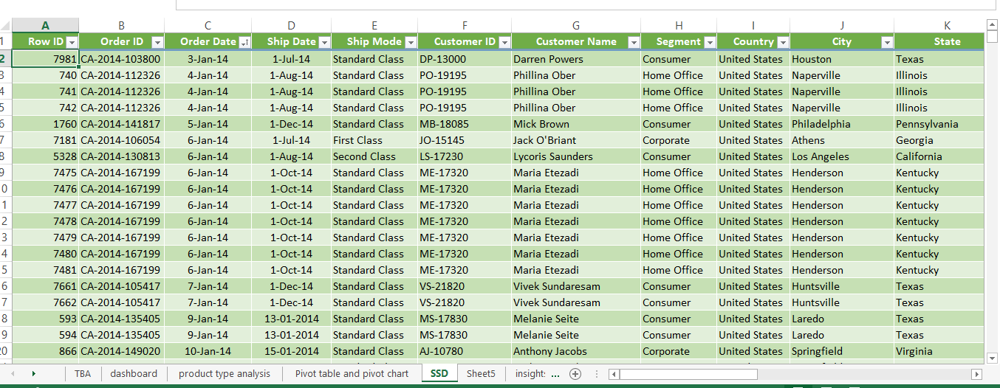 A B C D E F G H I J K
1 Row ID Order ID Order Date Ship Date Ship Mode Customer ID Customer Name Segment Country City State
2 7981 CA-2014-103800 3-Jan-14 1-Jul-14 Standard Class DP-13000 Darren Powers Consumer United States Houston Texas
3 740 CA-2014-112326 4-Jan-14 1-Aug-14 Standard Class PO-19195 Phillina Ober Home Office United States Naperville Illinois
4 741 CA-2014-112326 4-Jan-14 1-Aug-14 Standard Class PO-19195 Phillina Ober Home Office United States Naperville Illinois
5 742 CA-2014-112326 4-Jan-14 1-Aug-14 Standard Class PO-19195 Phillina Ober Home Office United States Naperville Illinois
6 1760 CA-2014-141817 5-Jan-14 1-Dec-14 Standard Class MB-18085 Mick Brown Consumer United States Philadelphia Pennsylvania
7 7181 CA-2014-106054 6-Jan-14 1-Jul-14 First Class JO-15145 Jack O'Briant Corporate United States Athens Georgia
8 5328 CA-2014-130813 6-Jan-14 1-Aug-14 Second Class LS-17230 Lycoris Saunders Consumer United States Los Angeles California
9 7475 CA-2014-167199 6-Jan-14 1-Oct-14 Standard Class ME-17320 Maria Etezadi Home Office United States Henderson Kentucky
0 7476 CA-2014-167199 6-Jan-14 1-Oct-14 Standard Class ME-17320 Maria Etezadi Home Office United States Henderson Kentucky
1 7477 CA-2014-167199 6-Jan-14 1-Oct-14 Standard Class ME-17320 Maria Etezadi Home Office United States Henderson Kentucky
2 7478 CA-2014-167199 6-Jan-14 1-Oct-14 Standard Class ME-17320 Maria Etezadi Home Office United States Henderson Kentucky
3 7479 CA-2014-167199 6-Jan-14 1-Oct-14 Standard Class ME-17320 Maria Etezadi Home Office United States Henderson Kentucky
4 7480 CA-2014-167199 6-Jan-14 1-Oct-14 Standard Class ME-17320 Maria Etezadi Home Office United States Henderson Kentucky
5 7481 CA-2014-167199 6-Jan-14 1-Oct-14 Standard Class ME-17320 Maria Etezadi Home Office United States Henderson Kentucky
6 7661 CA-2014-105417 7-Jan-14 1-Dec-14 Standard Class VS-21820 Vivek Sundaresam Consumer United States Huntsville Texas
7 7662 CA-2014-105417 7-Jan-14 1-Dec-14 Standard Class VS-21820 Vivek Sundaresam Consumer United States Huntsville Texas
8 593 CA-2014-135405 9-Jan-14 13-01-2014 Standard Class MS-17830 Melanie Seite Consumer United States Laredo Texas
9 594 CA-2014-135405 9-Jan-14 13-01-2014 Standard Class MS-17830 Melanie Seite Consumer United States Laredo Texas
20 866 CA-2014-149020 10-Jan-14 15-01-2014 Standard Class AJ-10780 Anthony Jacobs Corporate United States Springfield Virginia
TBA dashboard product type analysis Pivot table and pivot chart SSD Sheet5 insights ...